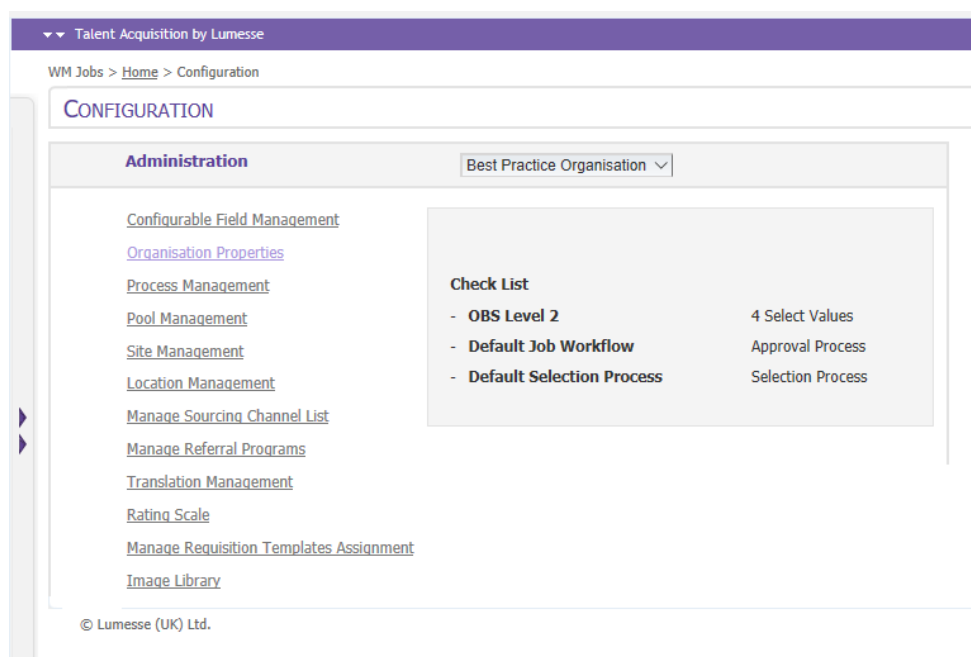 Talent Acquisition by Lumesse
WM Jobs > Home > Configuration
CONFIGURATION
Administration
Best Practice Organisation
Configurable Field Management
Organisation Properties
Process Management
Pool Management
Site Management
Location Management
Manage Sourcing Channel List
Manage Referral Programs
Translation Management
Rating Scale
Manage Requisition Templates Assignment
Image Library
Check List
- OBS Level 2 4 Select Values
- Default Job Workflow Approval Process
- Default Selection Process Selection Process
© Lumesse (UK) Ltd.